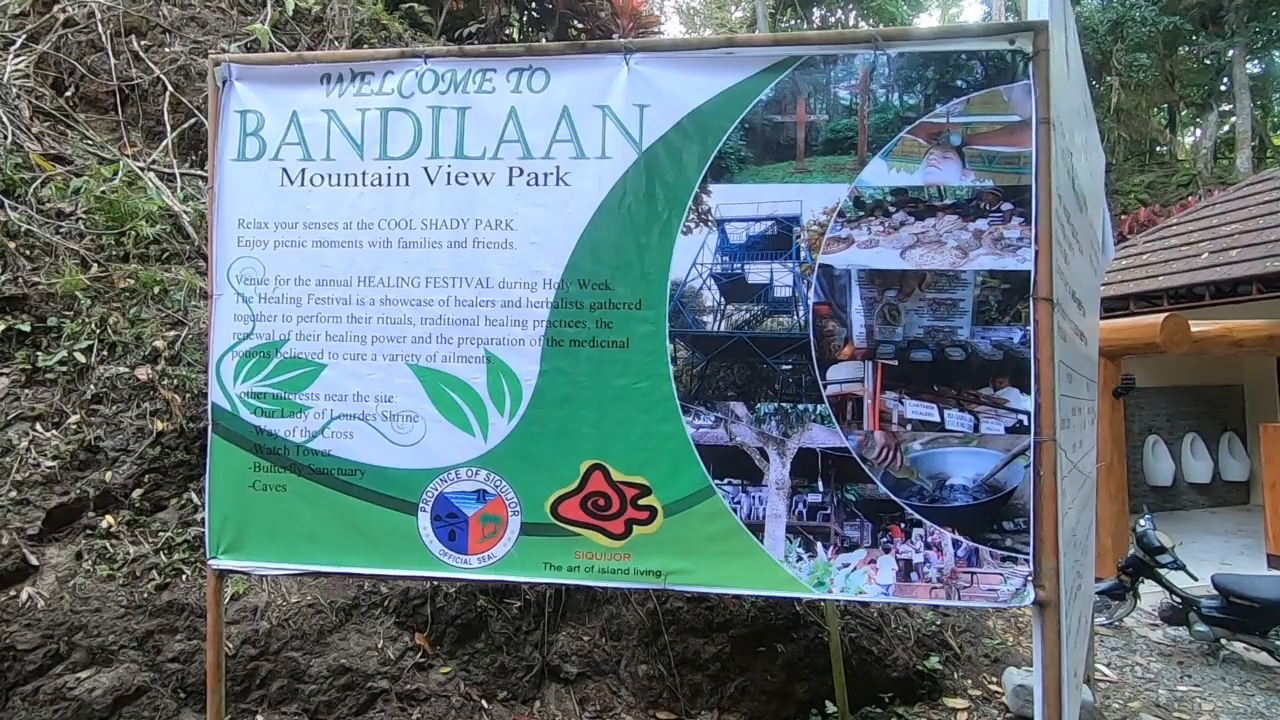 WELCOME TO
BANDILAAN
Mountain View Park
Relax your senses at the COOL SHADY PARK.
Enjoy picnic moments with families and friends.
Venue for the annual HEALING FESTIVAL during Holy Week.
The Healing Festival is a showcase of healers and herbalists gathered
together to perform their rituals, traditional healing practices, the
renewal of their healing power and the preparation of the medicinal
potions believed to cure a variety of ailments.
other interests near the site:
-Our Lady of Lourdes Shrine
-Way of the Cross
-Watch Tower
-Butterfly Sanctuary
-Caves
PROVINCE OF SIQUIJOR
OFFICIAL SEAL
SIQUIJOR
The art of island living